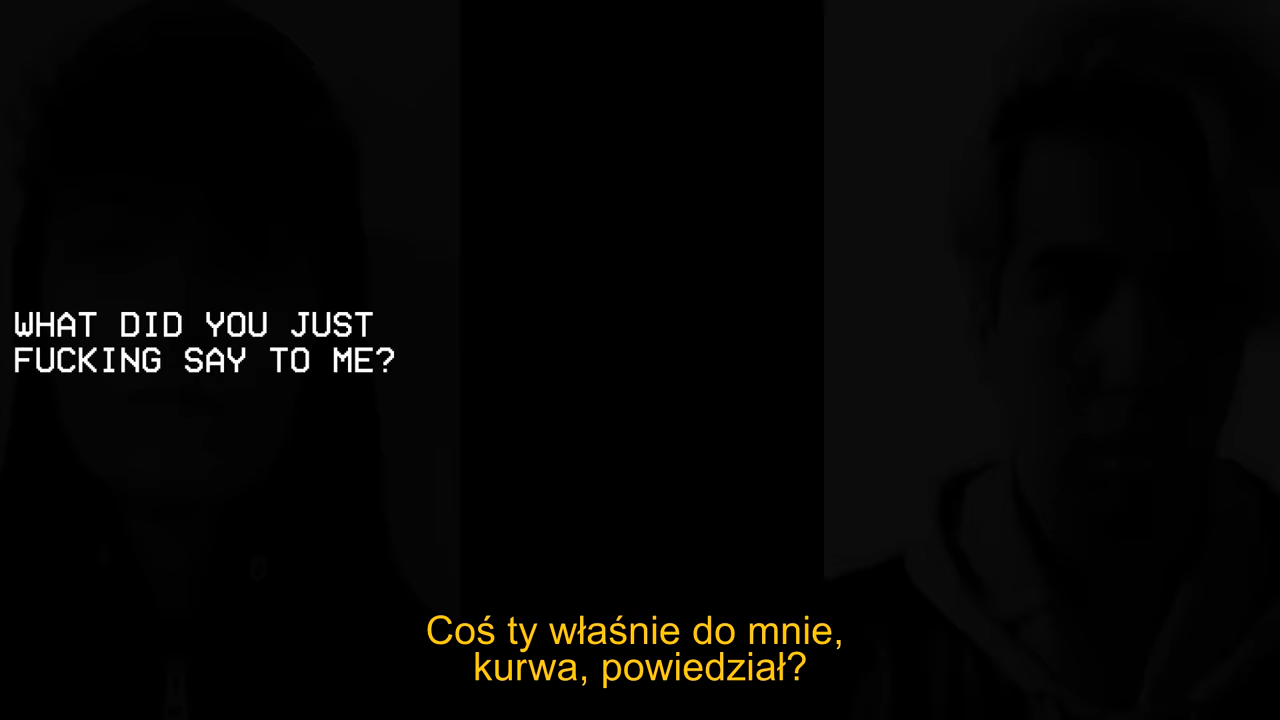 WHAT DID YOU JUST
FUCKING SAY TO ME?
Coś ty właśnie do mnie,
kurwa, powiedział?